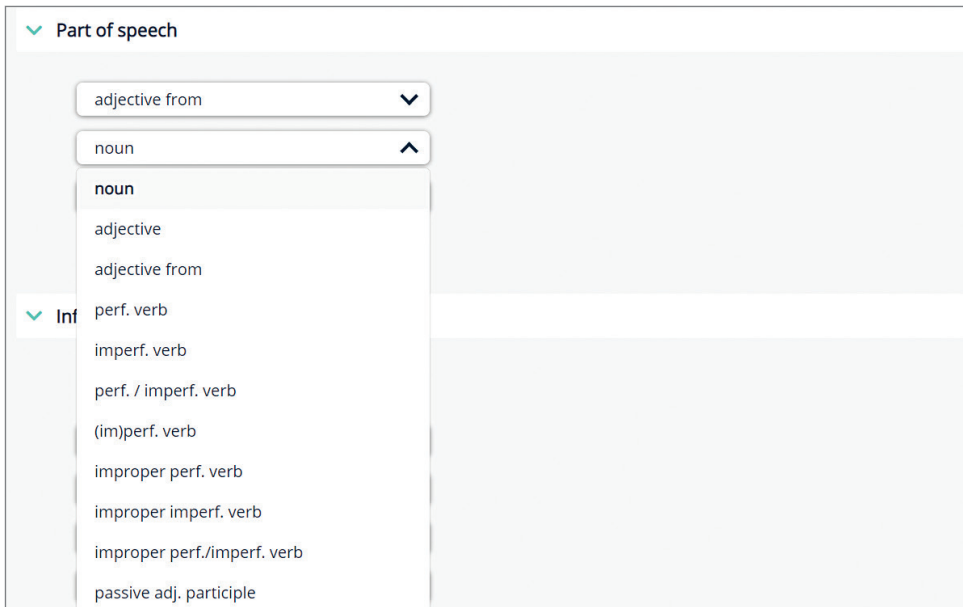 Part of speech
adjective from
noun
noun
adjective
adjective from
perf. verb
Inf
imperf. verb
perf. / imperf. verb
(im)perf. verb
improper perf. verb
improper imperf. verb
improper perf./imperf. verb
passive adj. participle